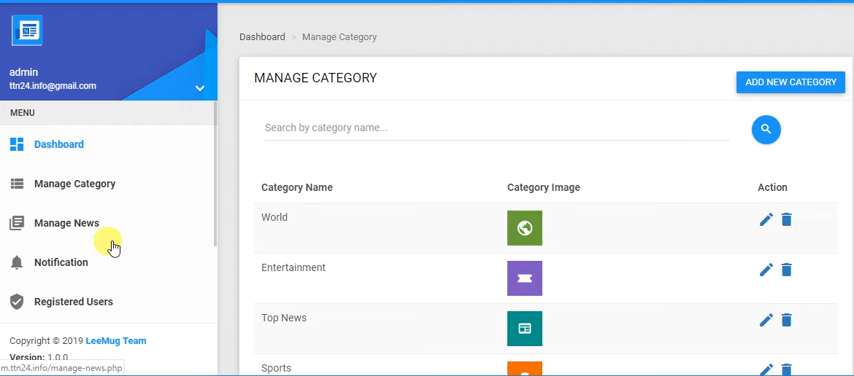 admin
ttn24.info@gmail.com
MENU
Dashboard
Manage Category
Manage News
Notification
Registered Users
Copyright © 2019 LeeMug Team
Version: 1.0.0
m.ttn24.info/manage-news.php
Dashboard > Manage Category
MANAGE CATEGORY
ADD NEW CATEGORY
Search by category name...
Category Name Category Image Action
World
Entertainment
Top News
Sports